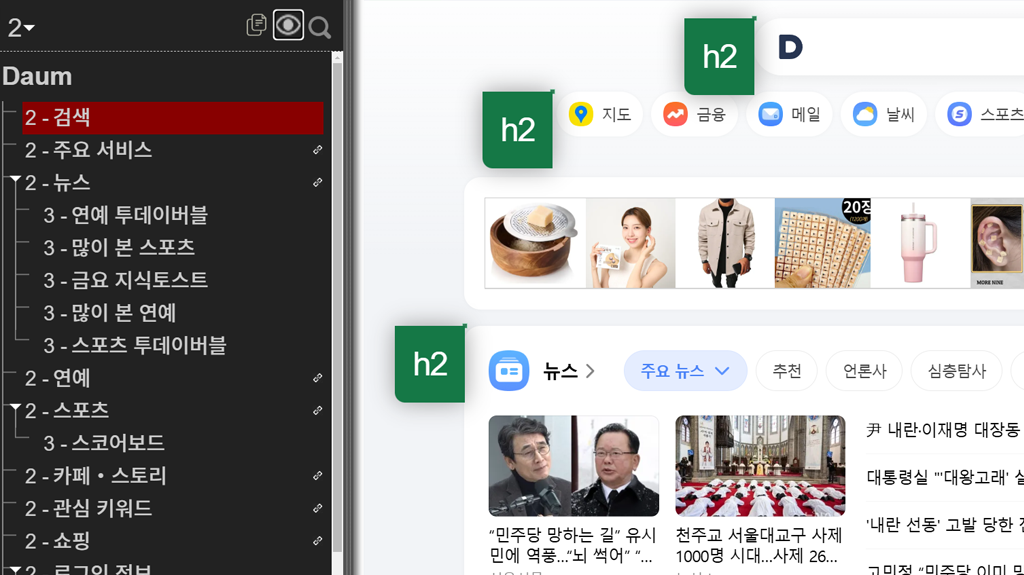 2
Daum
2 - 검색
2 - 주요 서비스
2 - 뉴스
3 - 연예 투데이버블
3 - 많이 본 스포츠
3 - 금요 지식토스트
3 - 많이 본 연예
3 - 스포츠 투데이버블
2 - 연예
2 - 스포츠
3 - 스코어보드
2 - 카페・스토리
2 - 관심 키워드
2 - 쇼핑
2 - 로그인 정보
h2
D
h2
지도
금융
메일
날씨
S
스포츠
20장
MORE NINE
h2
뉴스
주요 뉴스
추천
언론사
심층탐사
“민주당 망하는 길” 유시
민에 역풍…“뇌 썩어” “…
천주교 서울대교구 사제
1000명 시대…사제 26…
尹 내란·이재명 대장동
대통령실 "'대왕고래'
'내란 선동' 고발 당한
고민정 “민주당 이미